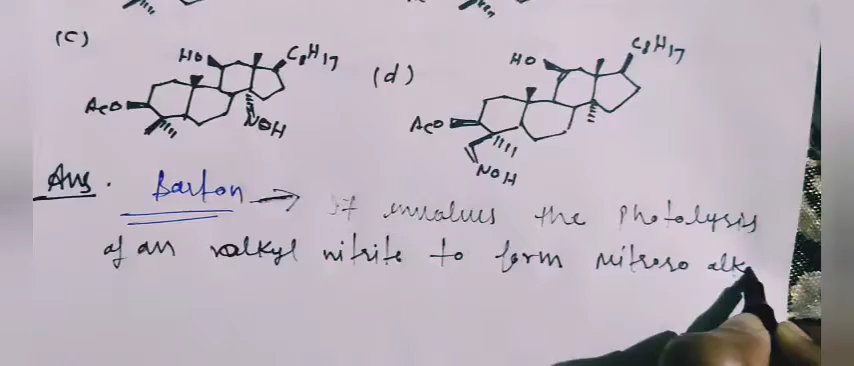 (c)
HO
C8H17
AcO
NOH
(d)
HO
C8H17
AcO
NOH
Ans. Barton → It involves the Photolysis
of an alkyl nitrite to form nitroso alk